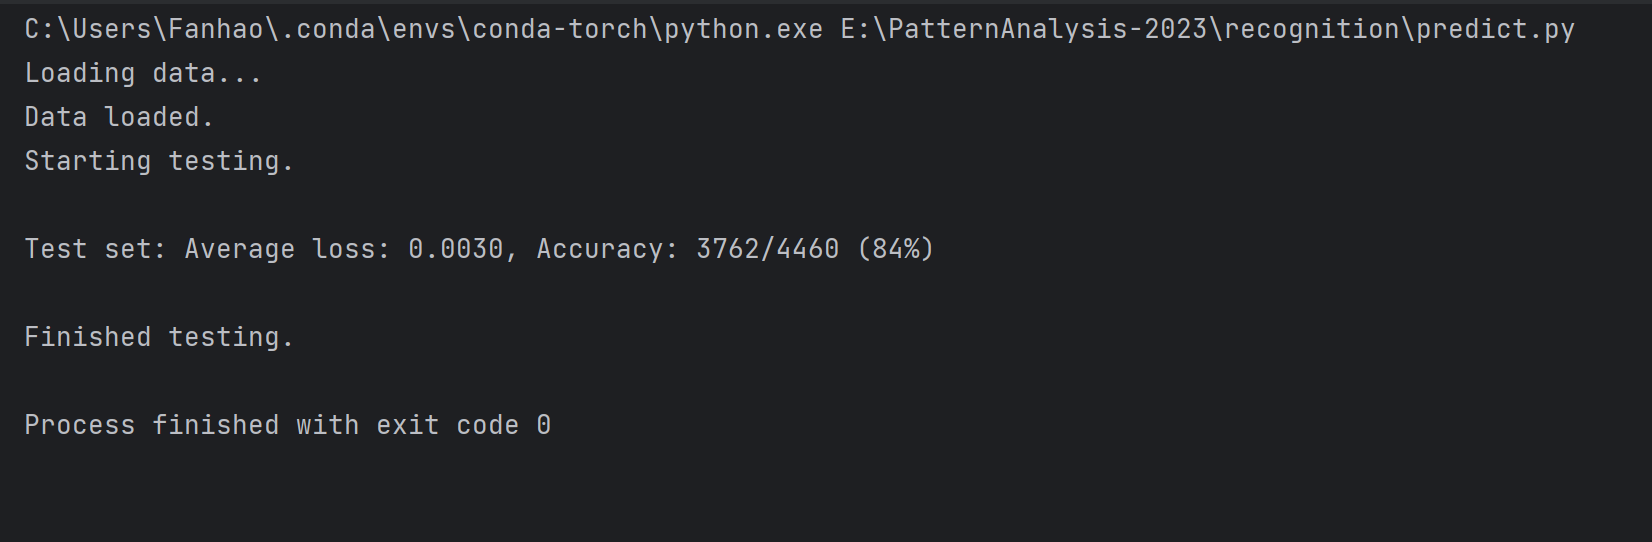 C:\Users\Fanhao\.conda\envs\conda-torch\python.exe E:\PatternAnalysis-2023\recognition\predict.py
Loading data...
Data loaded.
Starting testing.
Test set: Average loss: 0.0030, Accuracy: 3762/4460 (84%)
Finished testing.
Process finished with exit code 0